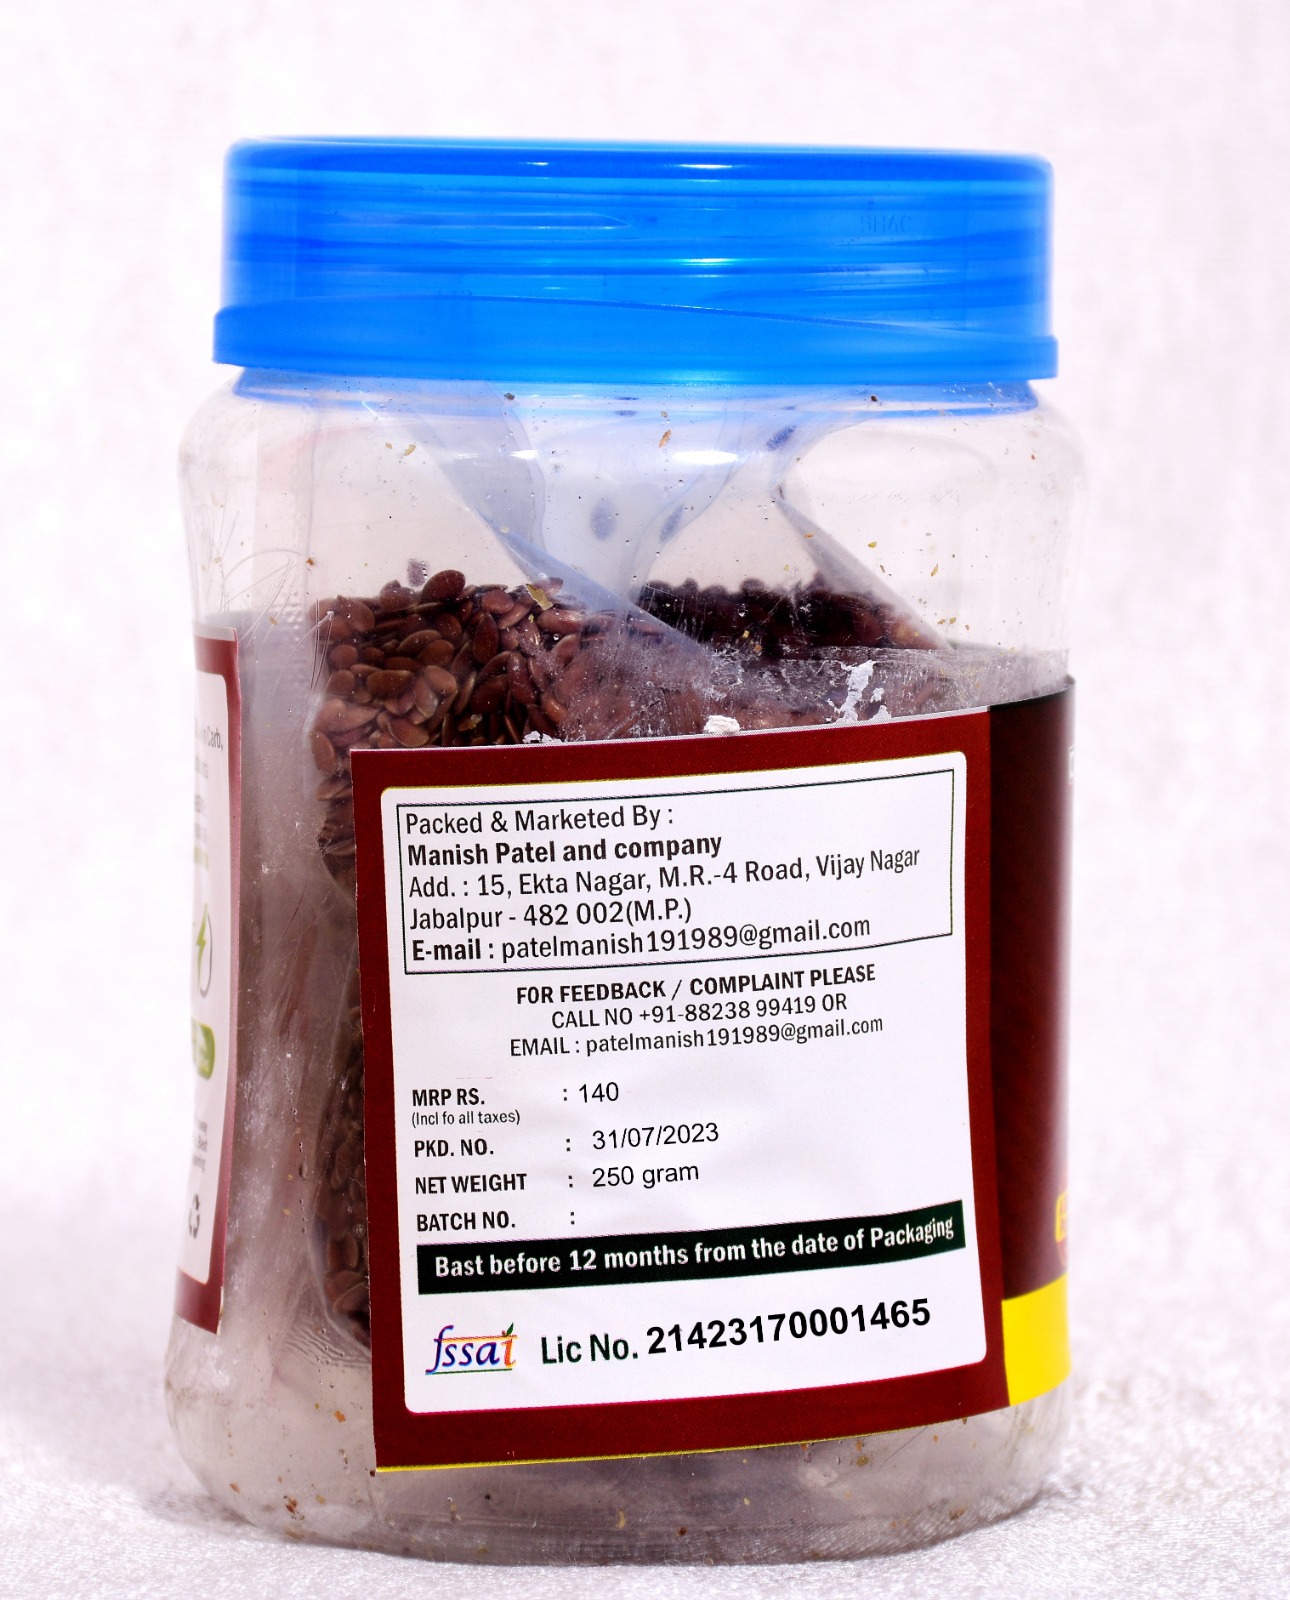 Packed & Marketed By :
Manish Patel and company
Add. : 15, Ekta Nagar, M.R.-4 Road, Vijay Nagar
Jabalpur - 482 002(M.P.)
E-mail : patelmanish191989@gmail.com
FOR FEEDBACK / COMPLAINT PLEASE
CALL NO +91-88238 99419 OR
EMAIL : patelmanish191989@gmail.com
MRP RS. : 140
(Incl fo all taxes)
PKD. NO. : 31/07/2023
NET WEIGHT : 250 gram
BATCH NO. :
Bast before 12 months from the date of Packaging
fssai Lic No. 21423170001465